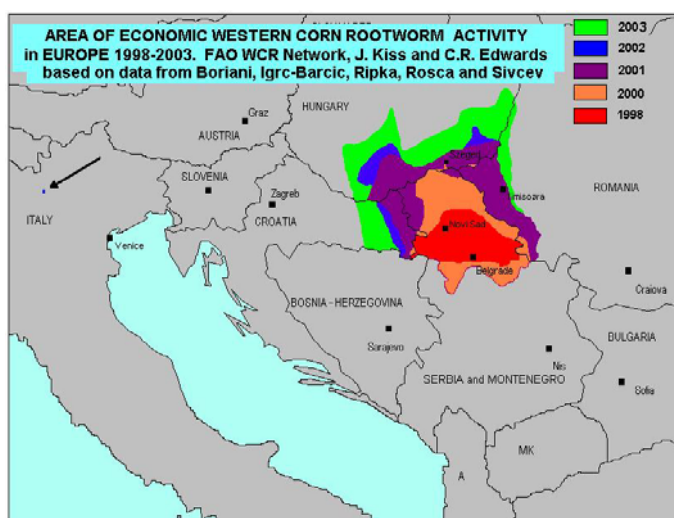 AREA OF ECONOMIC WESTERN CORN ROOTWORM ACTIVITY
in EUROPE 1998-2003. FAO WCR Network, J. Kiss and C.R. Edwards
based on data from Boriani, Igrc-Barcic, Ripka, Rosca and Sivcev
2003
2002
2001
2000
1998
HUNGARY
Graz
AUSTRIA
SLOVENIA
Szeged
Timisoara
ROMANIA
Zagreb
CROATIA
ITALY
Venice
Novi Sad
Belgrade
Craiova
BOSNIA - HERZEGOVINA
Sarajevo
BULGARIA
Nis
SERBIA and MONTENEGRO
Sofia
MK
A